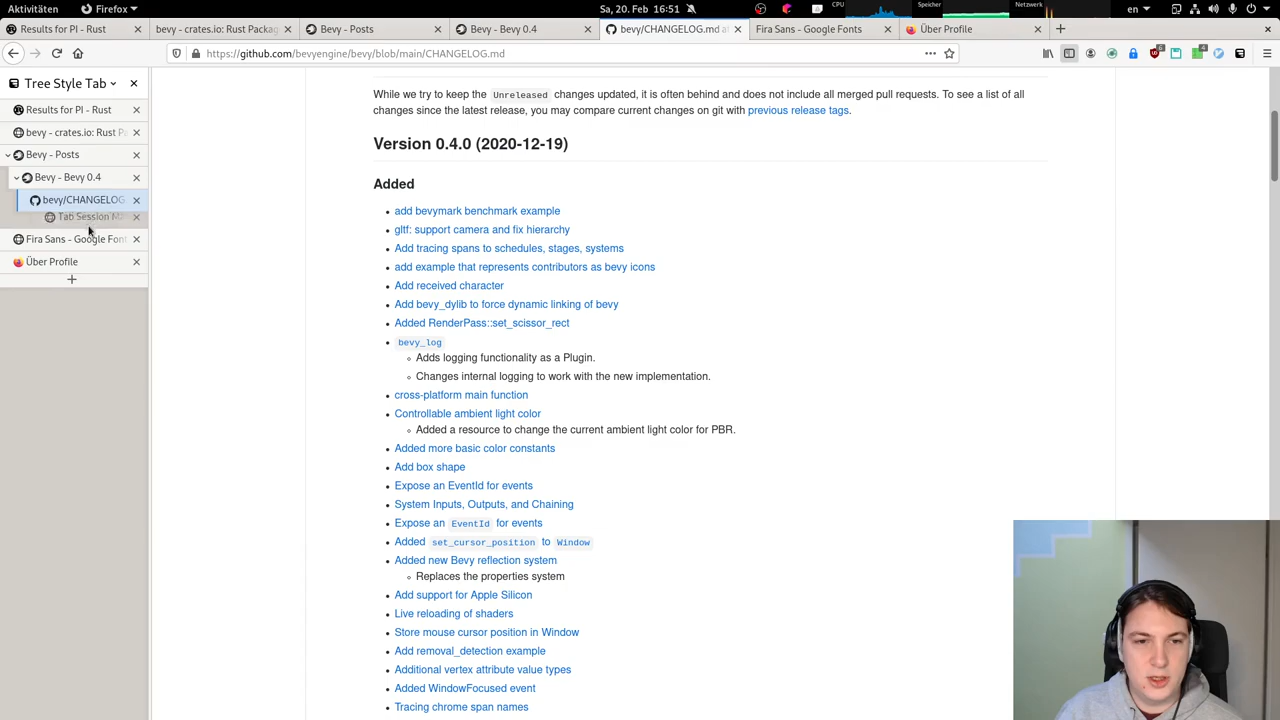 Aktivitäten Firefox Sa, 20. Feb 16:51 CPU Speicher Netzwerk en
Results for PI - Rust bevy - crates.io: Rust Packag Bevy - Posts Bevy - Bevy 0.4 bevy/CHANGELOG.md at Fira Sans - Google Fonts Über Profile
https://github.com/bevyengine/bevy/blob/main/CHANGELOG.md
Tree Style Tab
Results for PI - Rust
bevy - crates.io: Rust Pa
Bevy - Posts
Bevy - Bevy 0.4
bevy/CHANGELOG
Tab Session Ma
Fira Sans - Google Font
Über Profile
While we try to keep the Unreleased changes updated, it is often behind and does not include all merged pull requests. To see a list of all
changes since the latest release, you may compare current changes on git with previous release tags.
Version 0.4.0 (2020-12-19)
Added
add bevymark benchmark example
gltf: support camera and fix hierarchy
Add tracing spans to schedules, stages, systems
add example that represents contributors as bevy icons
Add received character
Add bevy_dylib to force dynamic linking of bevy
Added RenderPass::set_scissor_rect
bevy_log
Adds logging functionality as a Plugin.
Changes internal logging to work with the new implementation.
cross-platform main function
Controllable ambient light color
Added a resource to change the current ambient light color for PBR.
Added more basic color constants
Add box shape
Expose an EventId for events
System Inputs, Outputs, and Chaining
Expose an EventId for events
Added set_cursor_position to Window
Added new Bevy reflection system
Replaces the properties system
Add support for Apple Silicon
Live reloading of shaders
Store mouse cursor position in Window
Add removal_detection example
Additional vertex attribute value types
Added WindowFocused event
Tracing chrome span names